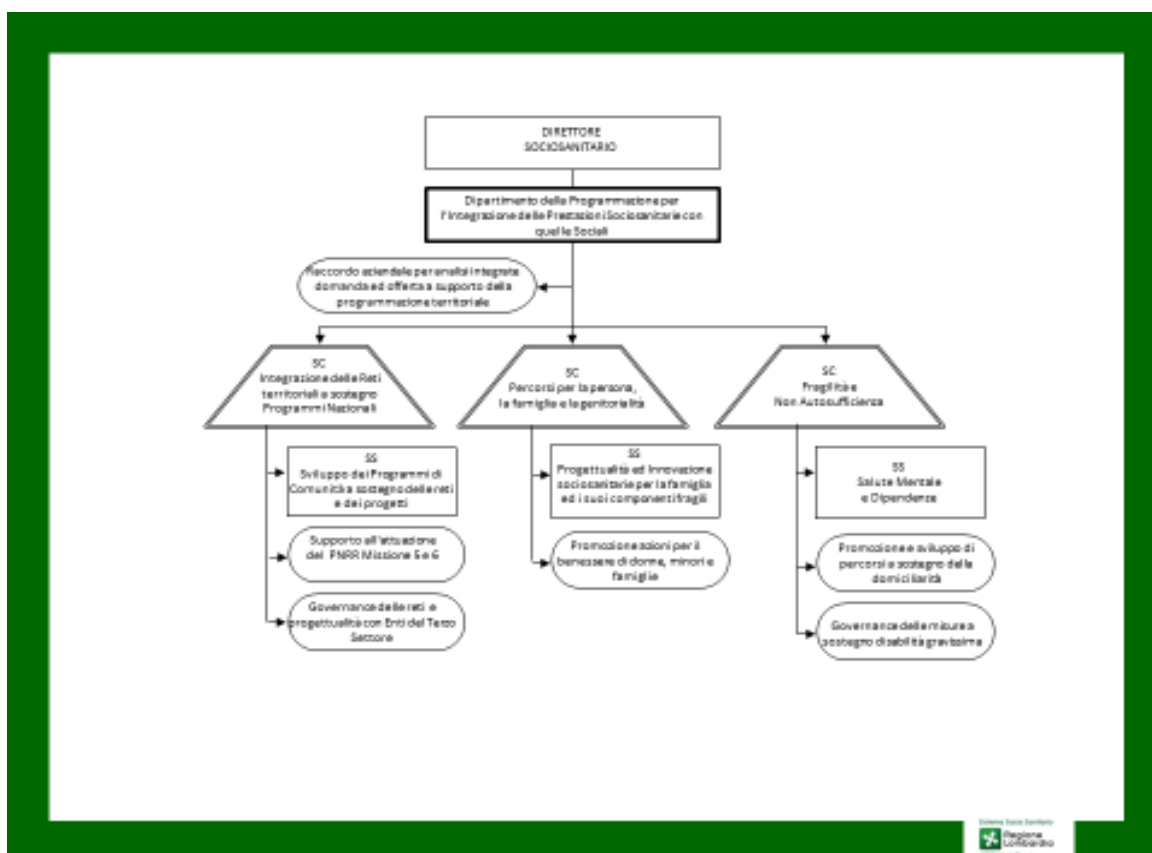 DIRETTORE
SOCIOSANITARIO
Dipartimento della Programmazione per
l'Integrazione delle Prestazioni Sociosanitarie con
quelle Sociali
Raccordo aziendale per analisi integrate
domanda ed offerta a supporto della
programmazione territoriale
SC
Integrazione delle Reti
territoriali a sostegno
Programmi Nazionali
SS
Sviluppo dei Programmi di
Comunità a sostegno delle reti
e dei progetti
Supporto all'attuazione
del PNRR Missione 5 e 6
Governance delle reti e
progettualità con Enti del Terzo
Settore
SC
Percorsi per la persona,
la famiglia e la genitorialità
SS
Progettualità ed Innovazione
sociosanitarie per la famiglia
ed i suoi componenti fragili
Promozione azioni per il
benessere di donne, minori e
famiglie
SC
Fragilità e
Non Autosufficienza
SS
Salute Mentale
e Dipendenze
Promozione e sviluppo di
percorsi a sostegno della
domiciliarità
Governance delle misure a
sostegno disabilità gravissima
Sistema Socio Sanitario
Regione
Lombardia